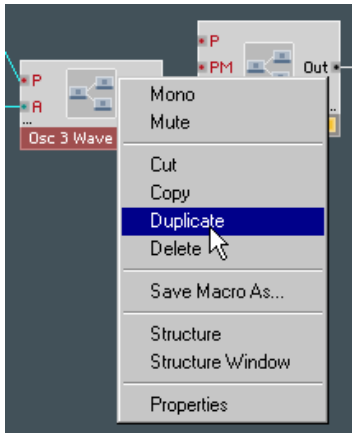 P
PM
Out
P
A
...
Osc 3 Wave
Mono
Mute
Cut
Copy
Duplicate
Delete
Save Macro As...
Structure
Structure Window
Properties